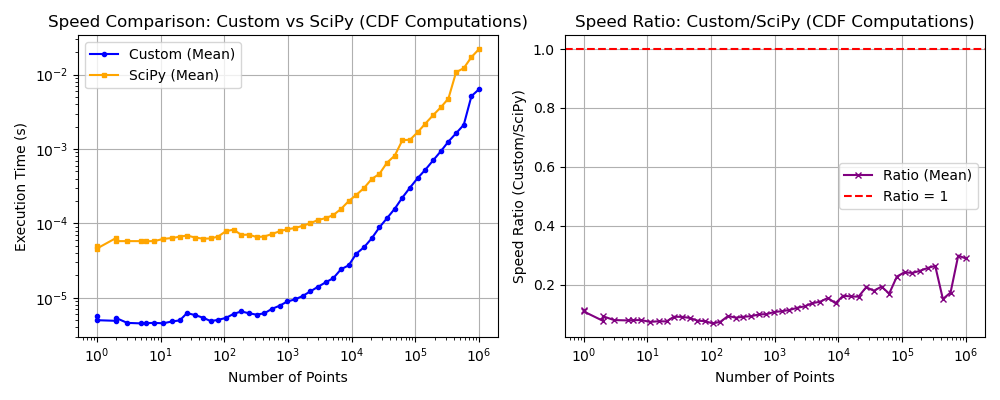 Speed Comparison: Custom vs SciPy (CDF Computations)
Custom (Mean)
SciPy (Mean)
Execution Time (s)
10⁻²
10⁻³
10⁻⁴
10⁻⁵
10⁰ 10¹ 10² 10³ 10⁴ 10⁵ 10⁶
Number of Points
Speed Ratio: Custom/SciPy (CDF Computations)
Speed Ratio (Custom/SciPy)
1.0
0.8
0.6
0.4
0.2
Ratio (Mean)
Ratio = 1
10⁰ 10¹ 10² 10³ 10⁴ 10⁵ 10⁶
Number of Points